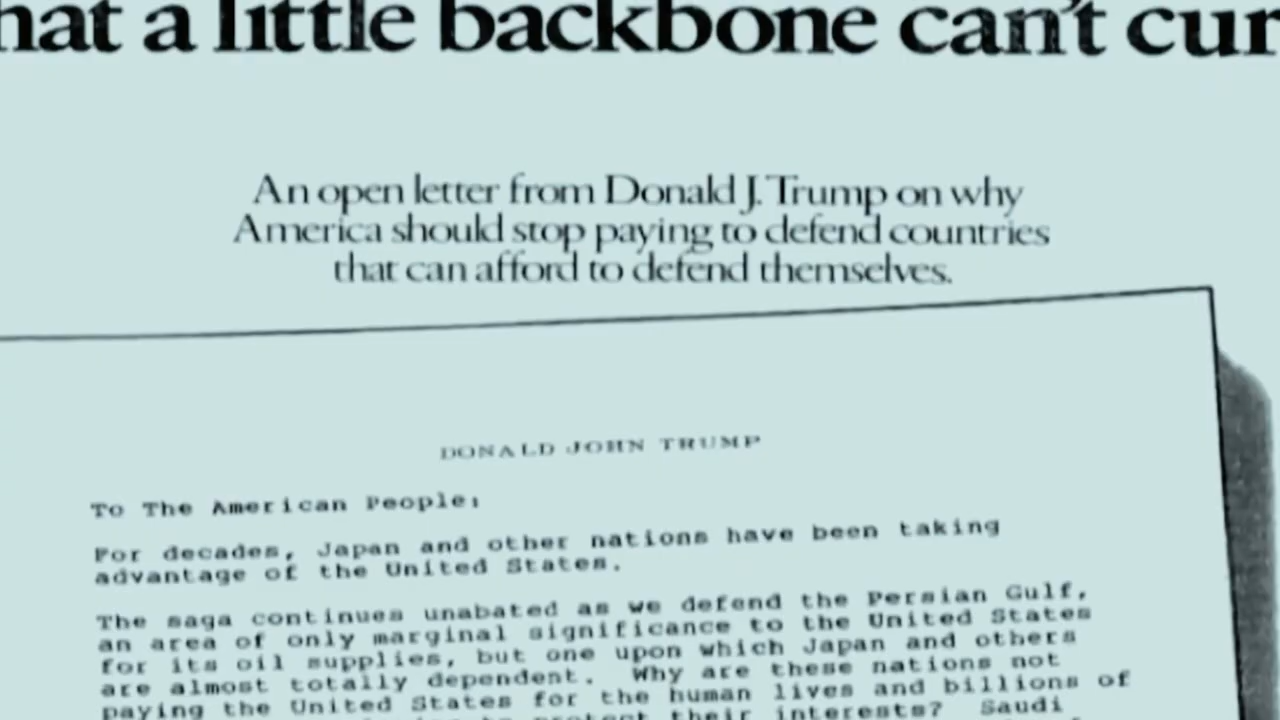 hat a little backbone can't cur
An open letter from Donald J. Trump on why
America should stop paying to defend countries
that can afford to defend themselves.
DONALD JOHN TRUMP
To The American People:
For decades, Japan and other nations have been taking
advantage of the United States.
The saga continues unabated as we defend the Persian Gulf,
an area of only marginal significance to the United States
for its oil supplies, but one upon which Japan and others
are almost totally dependent. Why are these nations not
paying the United States for the human lives and billions of
to protect their interests? Saudi